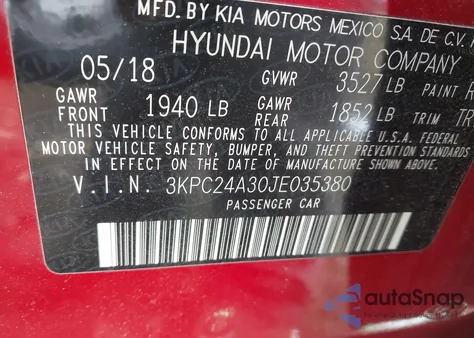 MFD.BY KIA MOTORS MEXICO S.A. DE C.V.
HYUNDAI MOTOR COMPANY
05/18 GVWR 3527 LB PAINT
GAWR FRONT 1940 LB GAWR REAR 1852 LB TRIM TR
THIS VEHICLE CONFORMS TO ALL APPLICABLE U.S.A. FEDERAL
MOTOR VEHICLE SAFETY, BUMPER, AND THEFT PREVENTION STANDARDS
IN EFFECT ON THE DATE OF MANUFACTURE SHOWN ABOVE.
V.I.N. 3KPC24A30JE035380
PASSENGER CAR
autoSnap